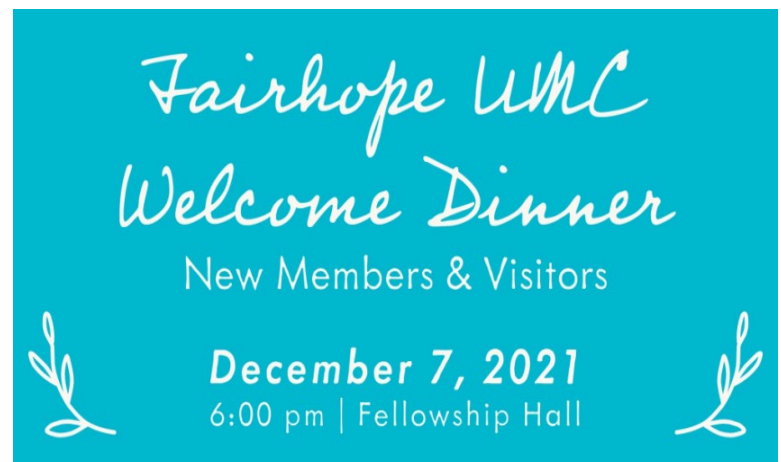 Fairhope UMC
Welcome Dinner
New Members & Visitors
December 7, 2021
6:00 pm | Fellowship Hall